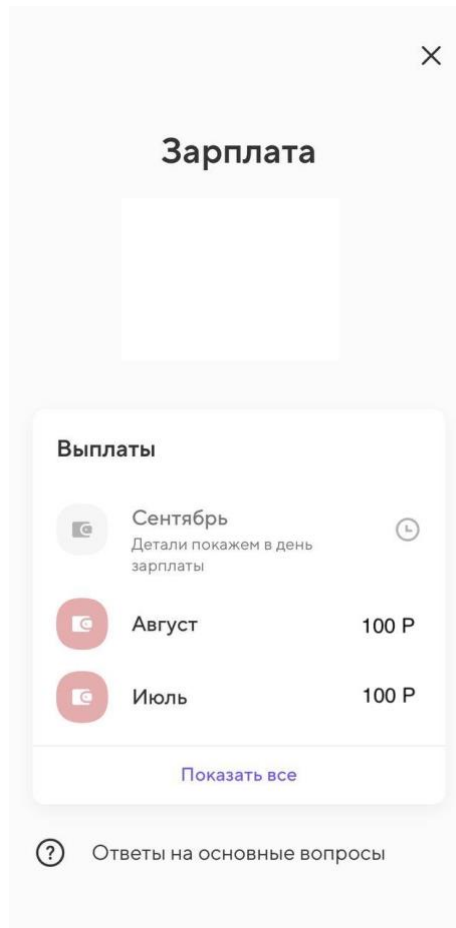 Зарплата
Выплаты
Сентябрь
Детали покажем в день
зарплаты
Август 100 Р
Июль 100 Р
Показать все
Ответы на основные вопросы